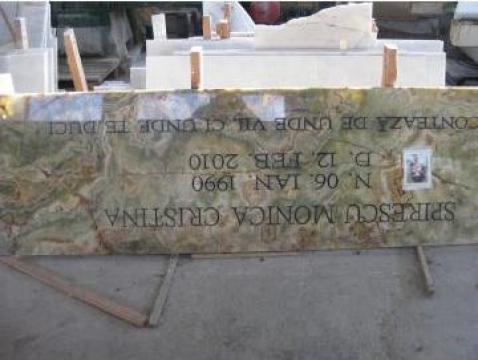 SPIRESCU MONICA CRISTINA
N. 06. IAN. 1990
D. 12. FEB. 2010
CONTEAZĂ DE UNDE VII, CI UNDE TE DUCI